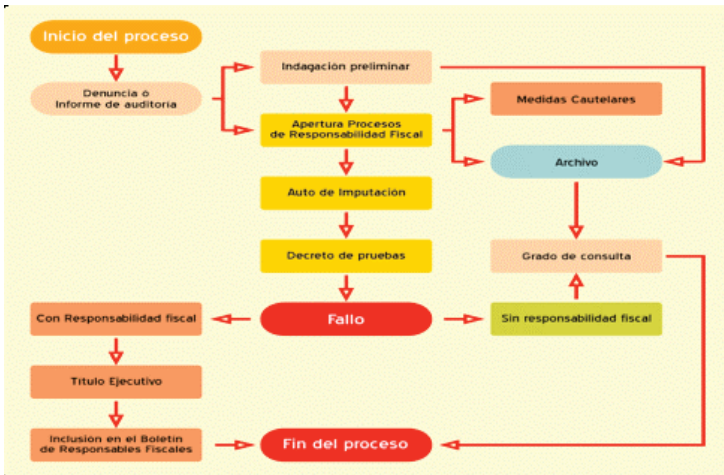 Inicio del proceso
Denuncia o
Informe de auditoria
Indagación preliminar
Apertura Procesos
de Responsabilidad Fiscal
Medidas Cautelares
Archivo
Auto de Imputación
Decreto de pruebas
Grado de consulta
Con Responsabilidad fiscal
Fallo
Sin responsabilidad fiscal
Titulo Ejecutivo
Inclusión en el Boletín
de Responsables Fiscales
Fin del proceso